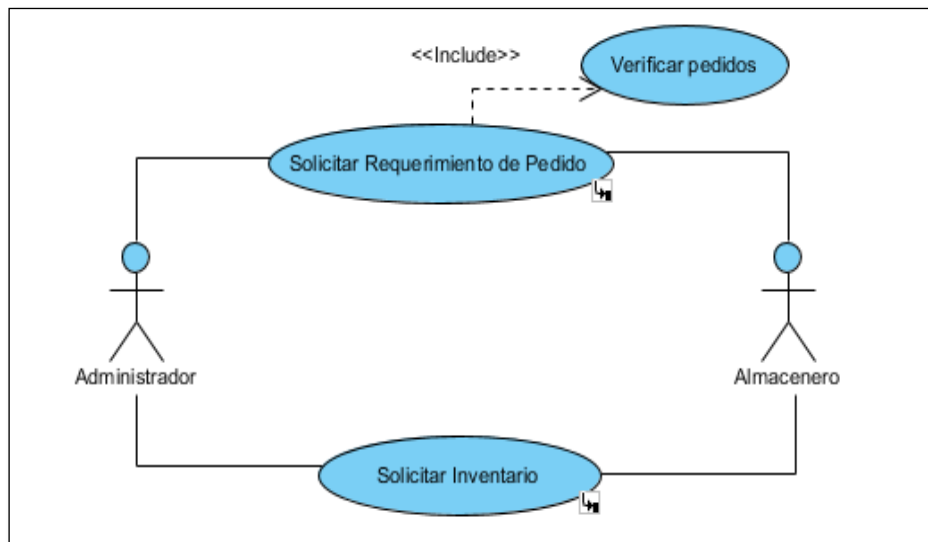 <<Include>>
Verificar pedidos
Solicitar Requerimiento de Pedido
Administrador
Almacenero
Solicitar Inventario